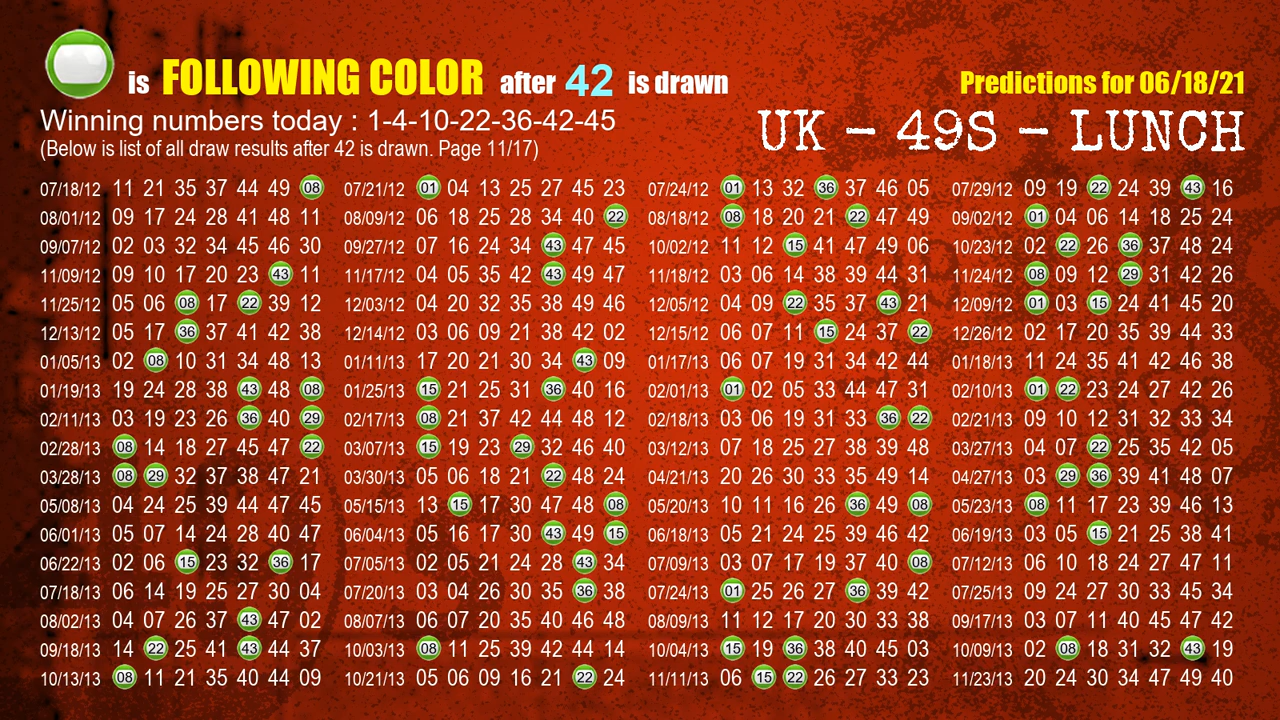 is FOLLOWING COLOR after 42 is drawn
Predictions for 06/18/21
Winning numbers today : 1-4-10-22-36-42-45
UK - 49S - LUNCH
(Below is list of all draw results after 42 is drawn. Page 11/17)
07/18/12 11 21 35 37 44 49 08 07/21/12 01 04 13 25 27 45 23 07/24/12 01 13 32 36 37 46 05 07/29/12 09 19 22 24 39 43 16
08/01/12 09 17 24 28 41 48 11 08/09/12 06 18 25 28 34 40 22 08/18/12 08 18 20 21 22 47 49 09/02/12 01 04 06 14 18 25 24
09/07/12 02 03 32 34 45 46 30 09/27/12 07 16 24 34 43 47 45 10/02/12 11 12 15 41 47 49 06 10/23/12 02 22 26 36 37 48 24
11/09/12 09 10 17 20 23 43 11 11/17/12 04 05 35 42 43 49 47 11/18/12 03 06 14 38 39 44 31 11/24/12 08 09 12 29 31 42 26
11/25/12 05 06 08 17 22 39 12 12/03/12 04 20 32 35 38 49 46 12/05/12 04 09 22 35 37 43 21 12/09/12 01 03 15 24 41 45 20
12/13/12 05 17 36 37 41 42 38 12/14/12 03 06 09 21 38 42 02 12/15/12 06 07 11 15 24 37 22 12/26/12 02 17 20 35 39 44 33
01/05/13 02 08 10 31 34 48 13 01/11/13 17 20 21 30 34 43 09 01/17/13 06 07 19 31 34 42 44 01/18/13 11 24 35 41 42 46 38
01/19/13 19 24 28 38 43 48 08 01/25/13 15 21 25 31 36 40 16 02/01/13 01 02 05 33 44 47 31 02/10/13 01 22 23 24 27 42 26
02/11/13 03 19 23 26 36 40 29 02/17/13 08 21 37 42 44 48 12 02/18/13 03 06 19 31 33 36 22 02/21/13 09 10 12 31 32 33 34
02/28/13 08 14 18 27 45 47 22 03/07/13 15 19 23 29 32 46 40 03/12/13 07 18 25 27 38 39 48 03/27/13 04 07 22 25 35 42 05
03/28/13 08 29 32 37 38 47 21 03/30/13 05 06 18 21 22 48 24 04/21/13 20 26 30 33 35 49 14 04/27/13 03 29 36 39 41 48 07
05/08/13 04 24 25 39 44 47 45 05/15/13 13 15 17 30 47 48 08 05/20/13 10 11 16 26 36 49 08 05/23/13 08 11 17 23 39 46 13
06/01/13 05 07 14 24 28 40 47 06/04/13 05 16 17 30 43 49 15 06/18/13 05 21 24 25 39 46 42 06/19/13 03 05 15 21 25 38 41
06/22/13 02 06 15 23 32 36 17 07/05/13 02 05 21 24 28 43 34 07/09/13 03 07 17 19 37 40 08 07/12/13 06 10 18 24 27 47 11
07/18/13 06 14 19 25 27 30 04 07/20/13 03 04 26 30 35 36 38 07/24/13 01 25 26 27 36 39 42 07/25/13 09 24 27 30 33 45 34
08/02/13 04 07 26 37 43 47 02 08/07/13 06 07 20 35 40 46 48 08/09/13 11 12 17 20 30 33 38 09/17/13 03 07 11 40 45 47 42
09/18/13 14 22 25 41 43 44 37 10/03/13 08 11 25 39 42 44 14 10/04/13 15 19 36 38 40 45 03 10/09/13 02 08 18 31 32 43 19
10/13/13 08 11 21 35 40 44 09 10/21/13 05 06 09 16 21 22 24 11/11/13 06 15 22 26 27 33 23 11/23/13 20 24 30 34 47 49 40